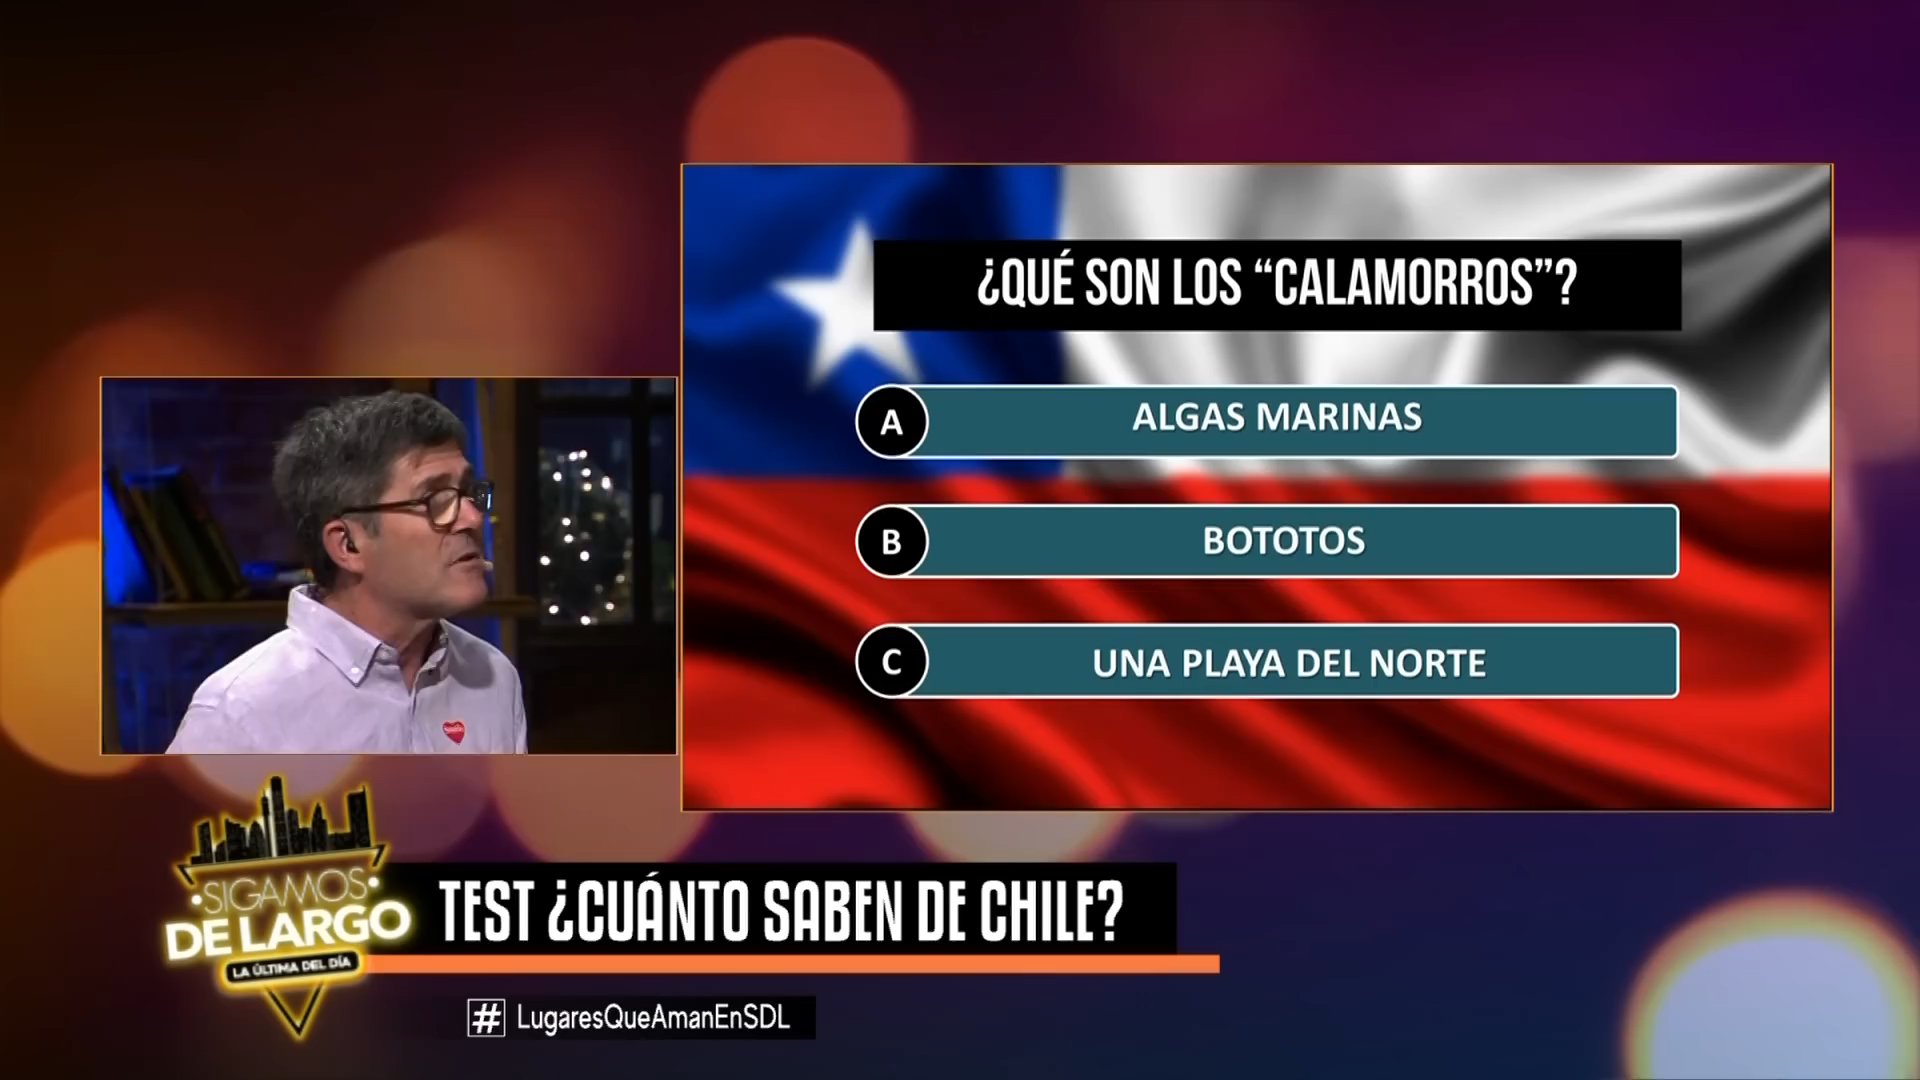 ¿QUÉ SON LOS “CALAMORROS”?
A ALGAS MARINAS
B BOTOTOS
C UNA PLAYA DEL NORTE
SIGAMOS
DE LARGO
LA ÚLTIMA DEL DÍA
TEST ¿CUÁNTO SABEN DE CHILE?
# LugaresQueAmanEnSDL